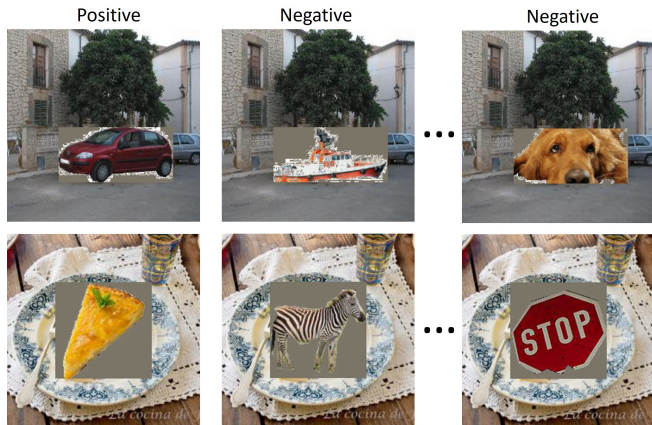 Positive
Negative
Negative
...
...
STOP
La cocina de
La cocina de
La cocina de